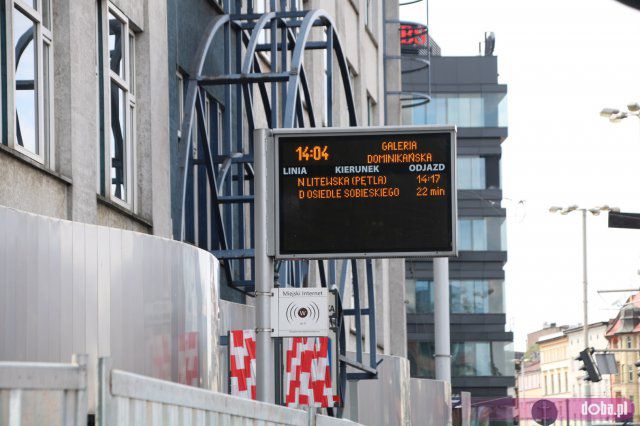 14:04 GALERIA
DOMINIKAŃSKA
LINIA KIERUNEK ODJAZD
N LITEWSKA (PĘTLA) 14:17
D OSIEDLE SOBIESKIEGO 22 min
Miejski Internet
W
doba.pl